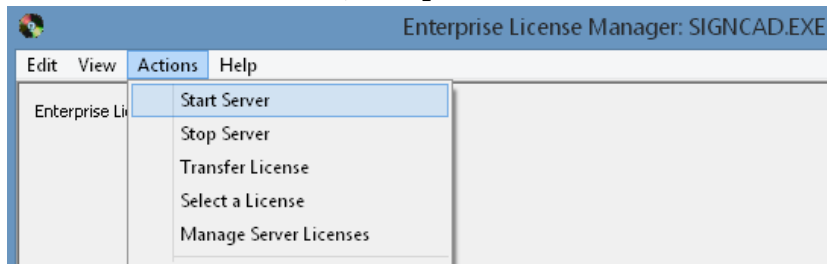 Enterprise License Manager: SIGNCAD.EXE
Edit View Actions Help
Enterprise Li
Start Server
Stop Server
Transfer License
Select a License
Manage Server Licenses